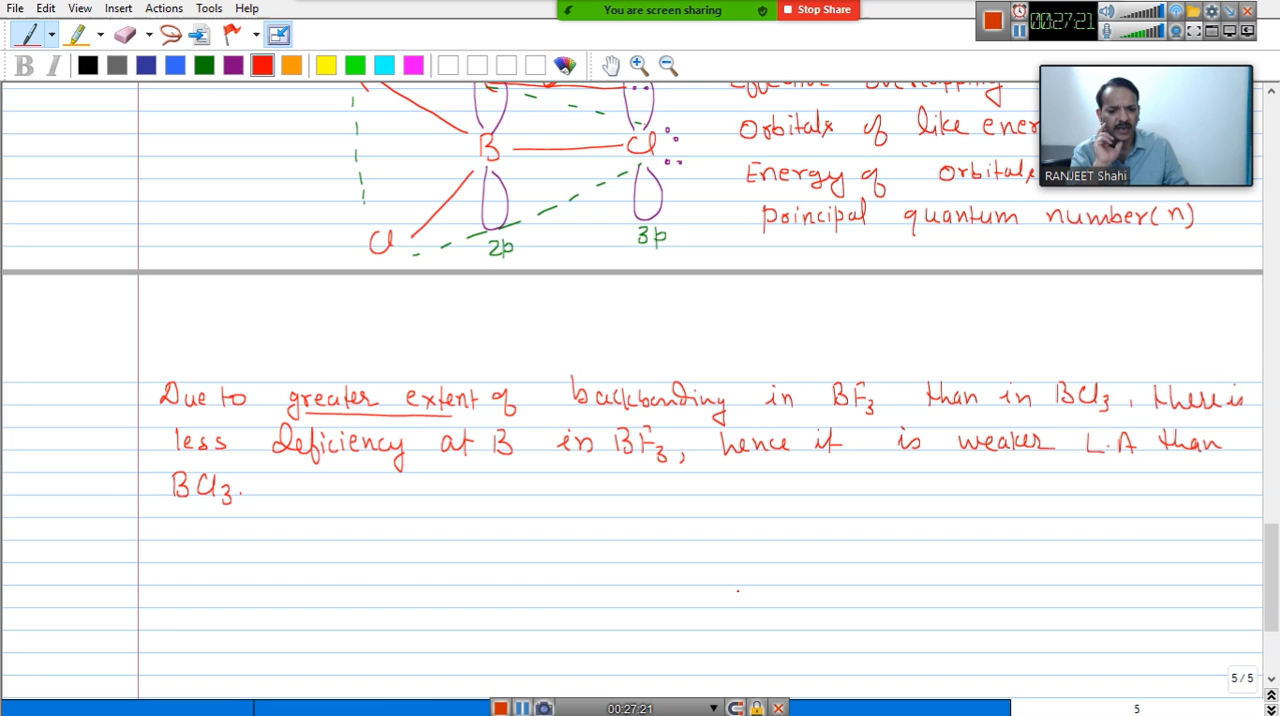 File Edit View Insert Actions Tools Help
You are screen sharing Stop Share
00:27:21
B I
Effective overlapping
Orbitals of like ener
B Cl
RANJEET Shahi
Energy of Orbitals
Principal quantum number(n)
Cl 2p 3p
Due to greater extent of backbonding in BF3 than in BCl3, there is
less deficiency at B in BF3, hence it is weaker L.A than
BCl3.
5/5
00:27:21 5